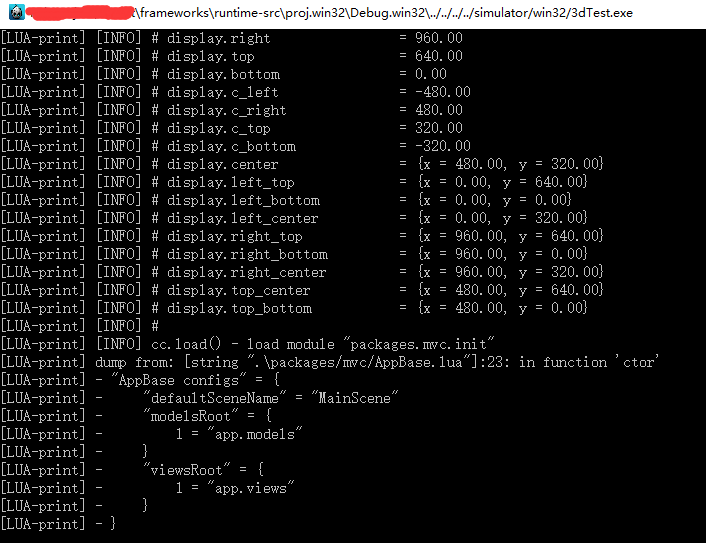 \frameworks\runtime-src\proj.win32\Debug.win32\../../../../simulator/win32/3dTest.exe
[LUA-print] [INFO] # display.right = 960.00
[LUA-print] [INFO] # display.top = 640.00
[LUA-print] [INFO] # display.bottom = 0.00
[LUA-print] [INFO] # display.c_left = -480.00
[LUA-print] [INFO] # display.c_right = 480.00
[LUA-print] [INFO] # display.c_top = 320.00
[LUA-print] [INFO] # display.c_bottom = -320.00
[LUA-print] [INFO] # display.center = {x = 480.00, y = 320.00}
[LUA-print] [INFO] # display.left_top = {x = 0.00, y = 640.00}
[LUA-print] [INFO] # display.left_bottom = {x = 0.00, y = 0.00}
[LUA-print] [INFO] # display.left_center = {x = 0.00, y = 320.00}
[LUA-print] [INFO] # display.right_top = {x = 960.00, y = 640.00}
[LUA-print] [INFO] # display.right_bottom = {x = 960.00, y = 0.00}
[LUA-print] [INFO] # display.right_center = {x = 960.00, y = 320.00}
[LUA-print] [INFO] # display.top_center = {x = 480.00, y = 640.00}
[LUA-print] [INFO] # display.top_bottom = {x = 480.00, y = 0.00}
[LUA-print] [INFO] #
[LUA-print] [INFO] cc.load() - load module "packages.mvc.init"
[LUA-print] dump from: [string ".\packages/mvc/AppBase.lua"]:23: in function 'ctor'
[LUA-print] - "AppBase configs" = {
[LUA-print] -     "defaultSceneName" = "MainScene"
[LUA-print] -     "modelsRoot" = {
[LUA-print] -         1 = "app.models"
[LUA-print] -     }
[LUA-print] -     "viewsRoot" = {
[LUA-print] -         1 = "app.views"
[LUA-print] -     }
[LUA-print] - }